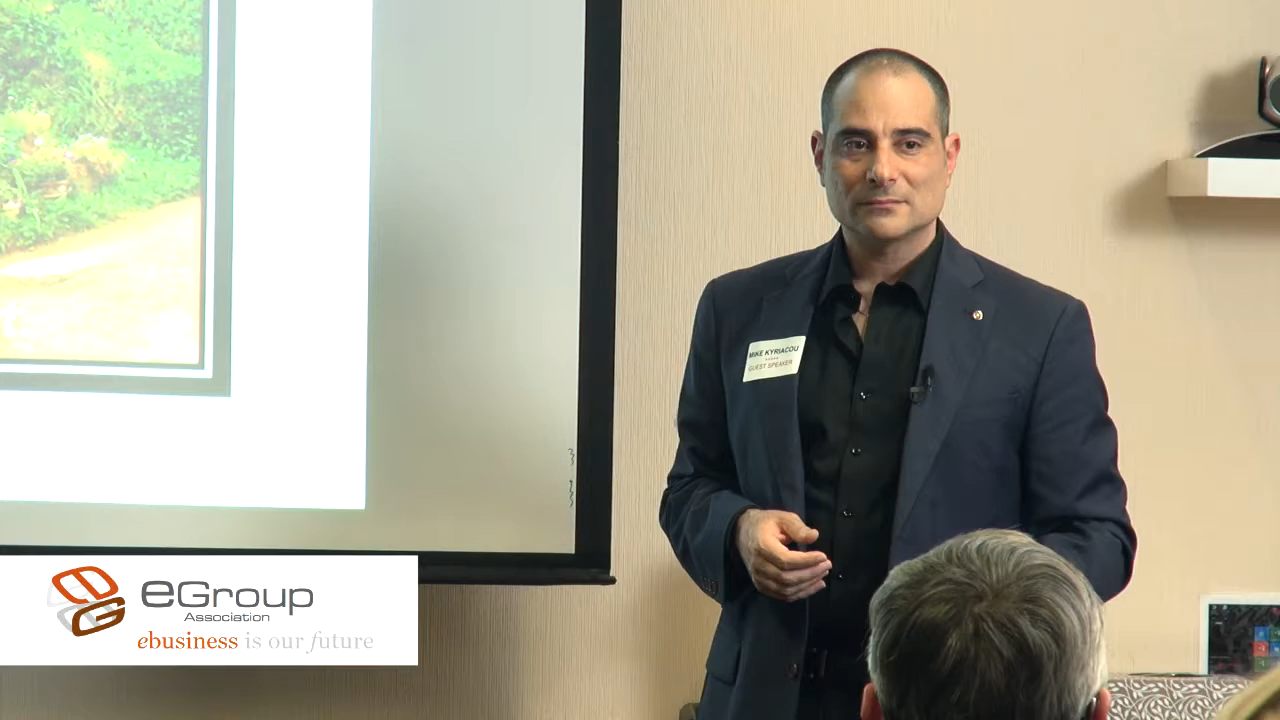 MIKE KYRIACOU
GUEST SPEAKER
eGroup
Association
ebusiness is our future